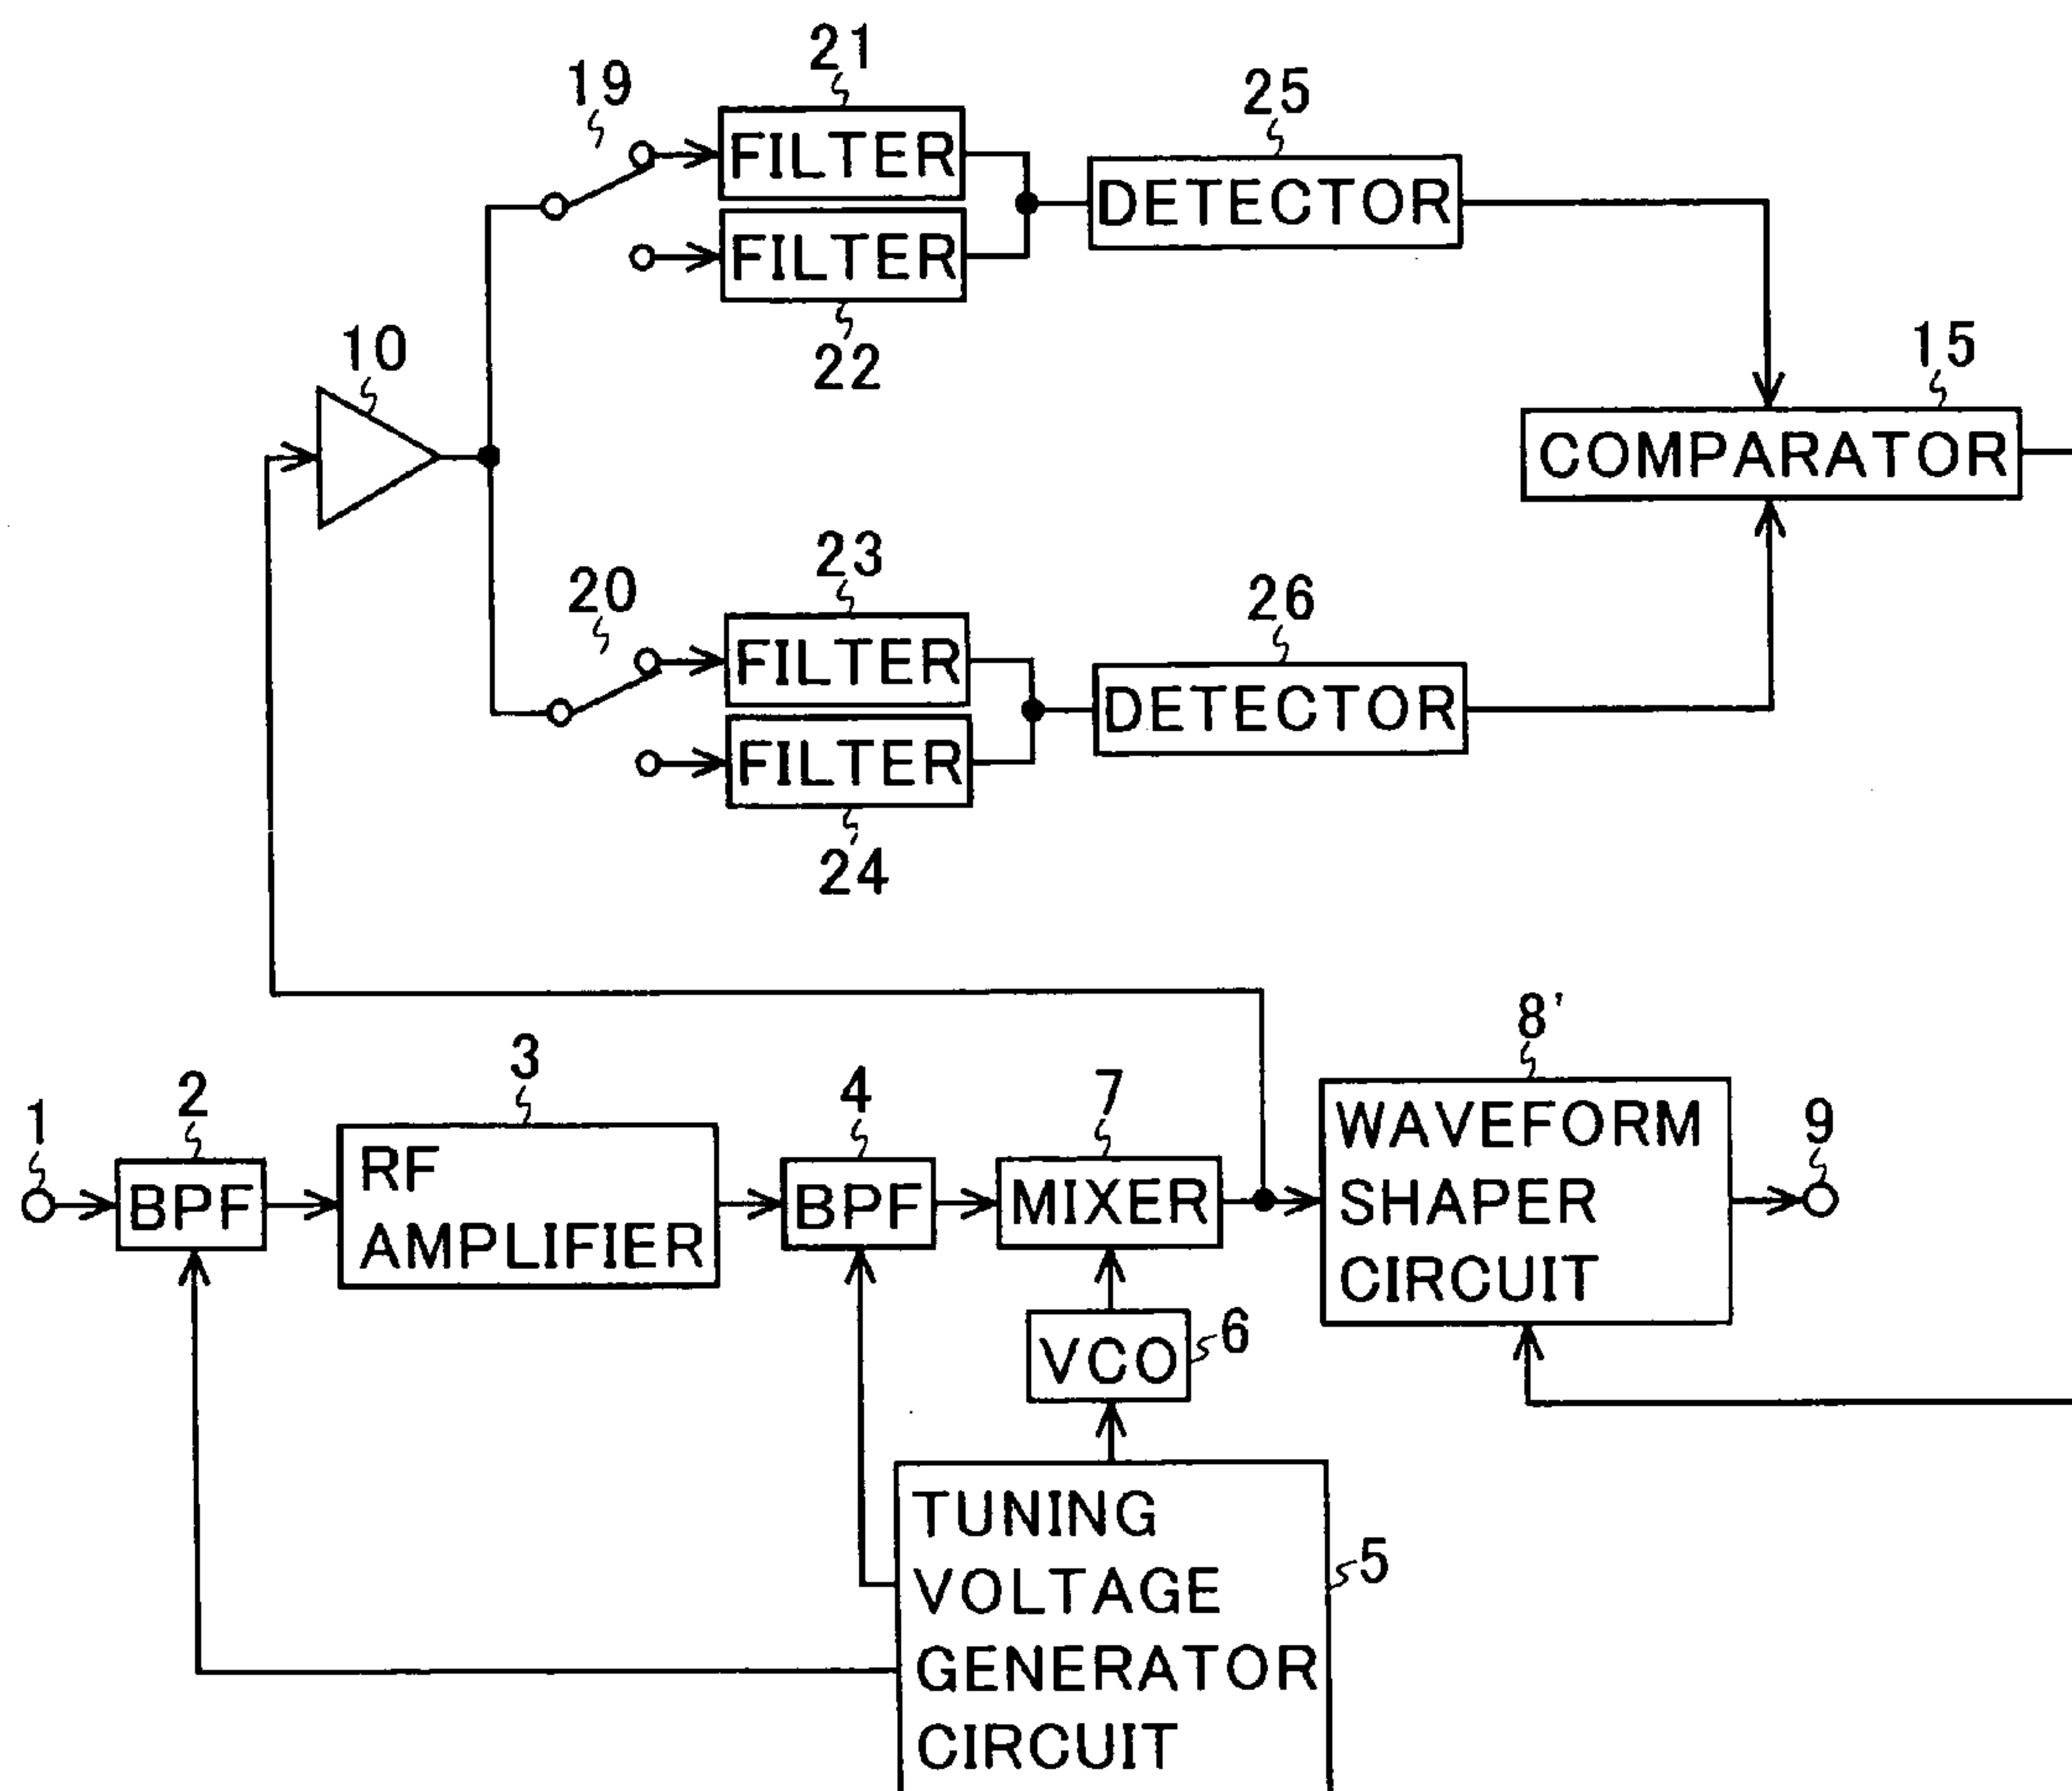 21
19
25
FILTER
DETECTOR
FILTER
22
10
15
COMPARATOR
23
20
26
FILTER
DETECTOR
FILTER
24
8'
3
2
4
7
1
9
WAVEFORM
SHAPER
CIRCUIT
RF
AMPLIFIER
BPF
BPF
MIXER
6
VCO
TUNING
VOLTAGE
GENERATOR
CIRCUIT
5